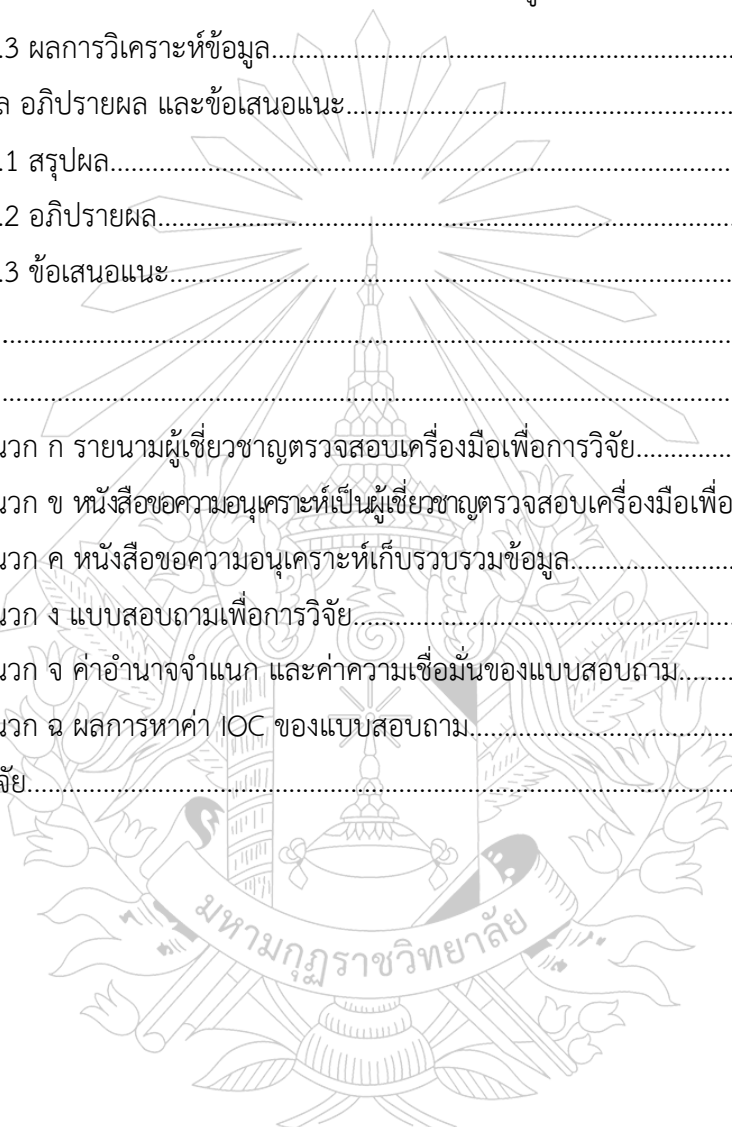 .3 ผลการวิเคราะห์ข้อมูล
ล อภิปรายผล และข้อเสนอแนะ
.1 สรุปผล
.2 อภิปรายผล
.3 ข้อเสนอแนะ
นวก ก รายนามผู้เชี่ยวชาญตรวจสอบเครื่องมือเพื่อการวิจัย
นวก ข หนังสือขอความอนุเคราะห์เป็นผู้เชี่ยวชาญตรวจสอบเครื่องมือเพื่อ
นวก ค หนังสือขอความอนุเคราะห์เก็บรวบรวมข้อมูล
นวก ง แบบสอบถามเพื่อการวิจัย
นวก จ ค่าอำนาจจำแนก และค่าความเชื่อมั่นของแบบสอบถาม
นวก ฉ ผลการหาค่า IOC ของแบบสอบถาม
จัย
มหามกุฏราชวิทยาลัย